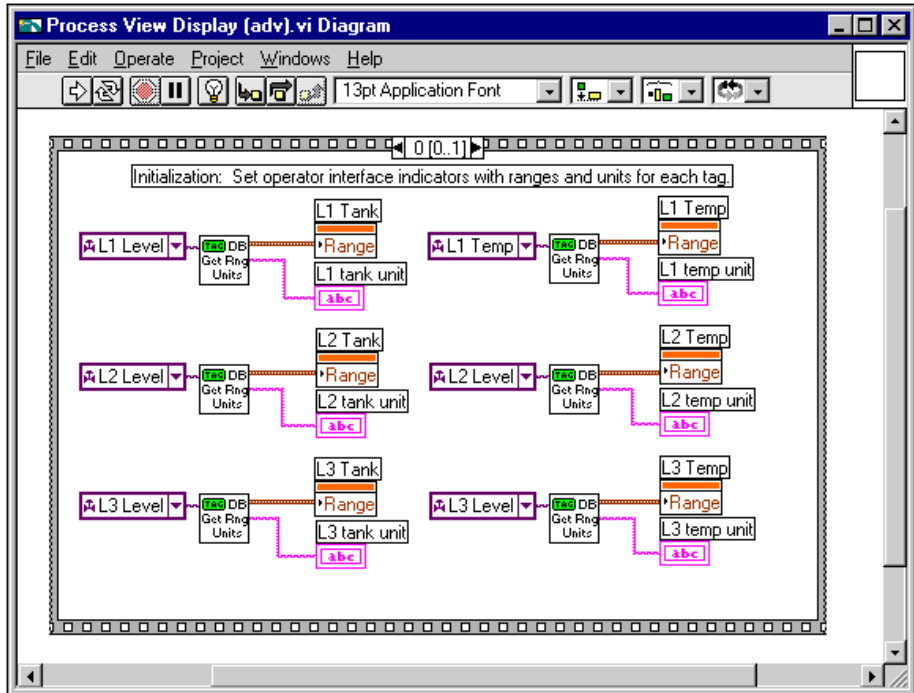 Process View Display (adv).vi Diagram
File Edit Operate Project Windows Help
13pt Application Font
0 [0..1]
Initialization: Set operator interface indicators with ranges and units for each tag.
L1 Tank
L1 Level
TAG DB
Get Rng
Units
Range
L1 tank unit
abc
L1 Temp
L1 Temp
TAG DB
Get Rng
Units
Range
L1 temp unit
abc
L2 Tank
L2 Level
TAG DB
Get Rng
Units
Range
L2 tank unit
abc
L2 Temp
L2 Level
TAG DB
Get Rng
Units
Range
L2 temp unit
abc
L3 Tank
L3 Level
TAG DB
Get Rng
Units
Range
L3 tank unit
abc
L3 Temp
L3 Level
TAG DB
Get Rng
Units
Range
L3 temp unit
abc